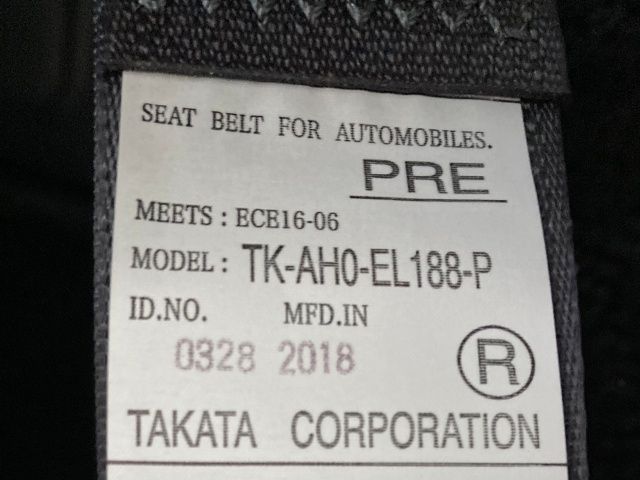 SEAT BELT FOR AUTOMOBILES.
PRE
MEETS : ECE16-06
MODEL : TK-AH0-EL188-P
ID.NO. MFD.IN
0328 2018
R
TAKATA CORPORATION